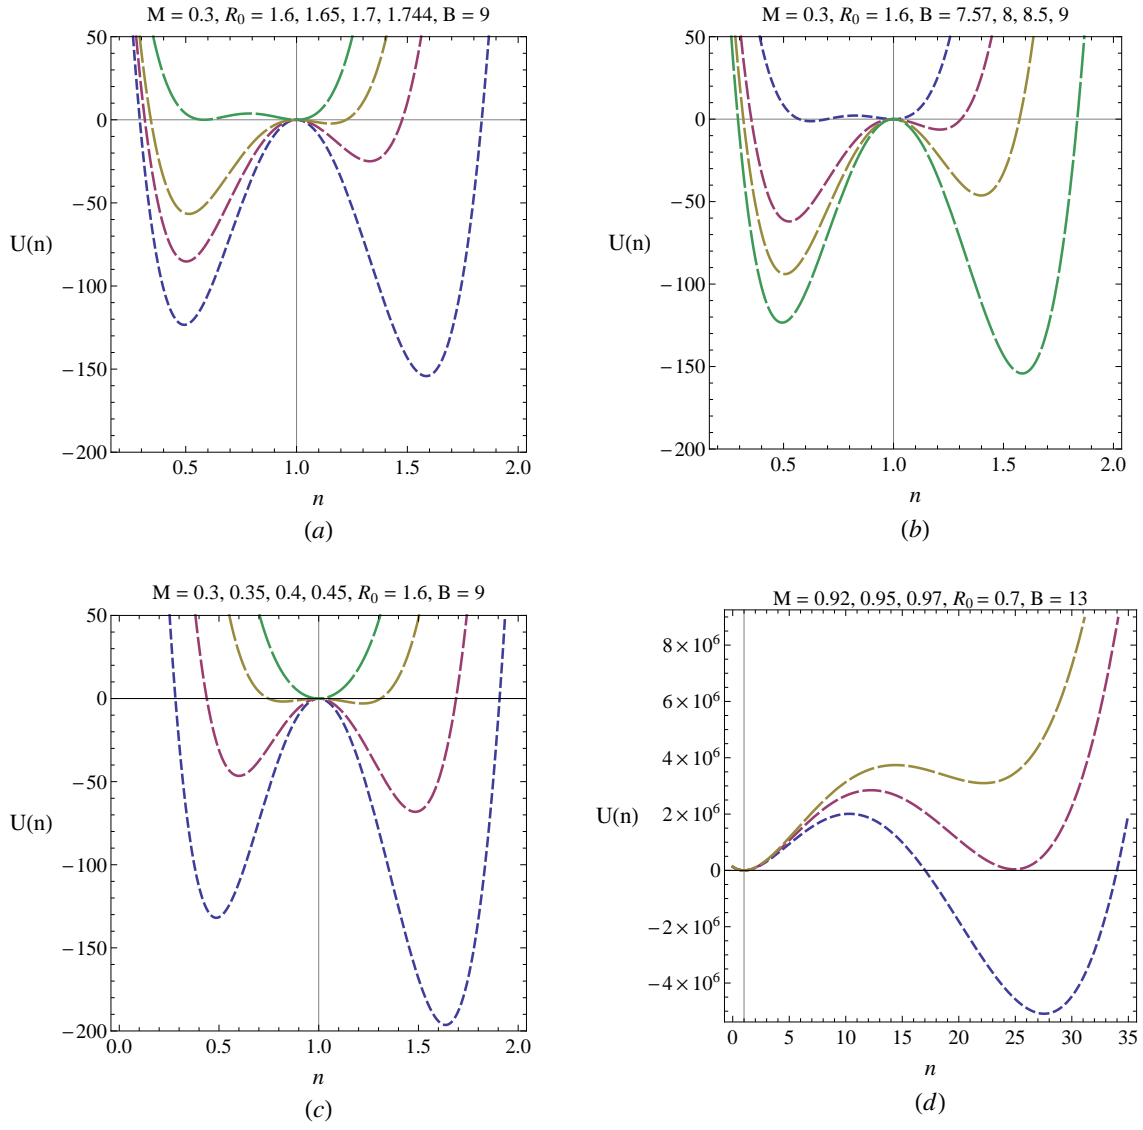 M = 0.3, R₀ = 1.6, 1.65, 1.7, 1.744, B = 9
50
0
−50
−100
−150
−200
U(n)
0.5 1.0 1.5 2.0
n
(a)
M = 0.3, R₀ = 1.6, B = 7.57, 8, 8.5, 9
50
0
−50
−100
−150
−200
U(n)
0.5 1.0 1.5 2.0
n
(b)
M = 0.3, 0.35, 0.4, 0.45, R₀ = 1.6, B = 9
50
0
−50
−100
−150
−200
U(n)
0.0 0.5 1.0 1.5 2.0
n
(c)
M = 0.92, 0.95, 0.97, R₀ = 0.7, B = 13
8 × 10⁶
6 × 10⁶
4 × 10⁶
2 × 10⁶
0
−2 × 10⁶
−4 × 10⁶
U(n)
0 5 10 15 20 25 30 35
n
(d)